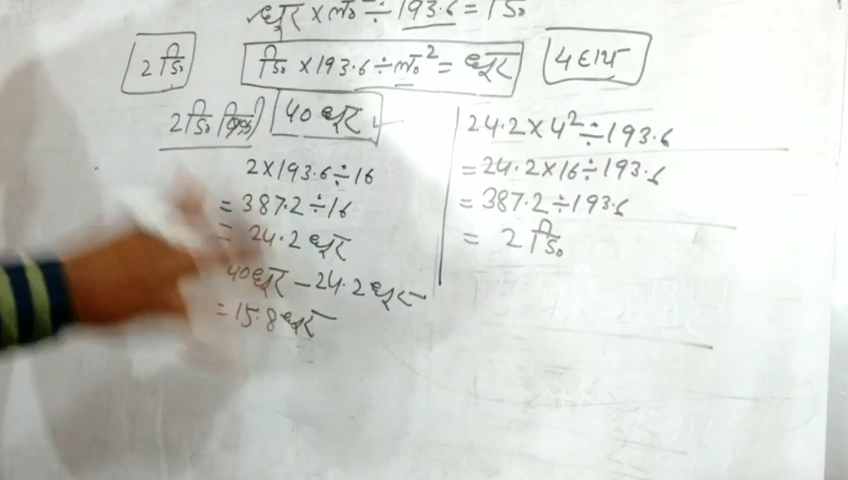 धूर × ल० ÷ 193.6 = डि०
2 डि०
डि० × 193.6 ÷ ल०² = धूर
4 हाथ
2 डि०
40 धूर
2 × 193.6 ÷ 16
= 387.2 ÷ 16
= 24.2 धूर
40 धूर - 24.2 धूर
= 15.8 धूर
24.2 × 4² ÷ 193.6
= 24.2 × 16 ÷ 193.6
= 387.2 ÷ 193.6
= 2 डि०